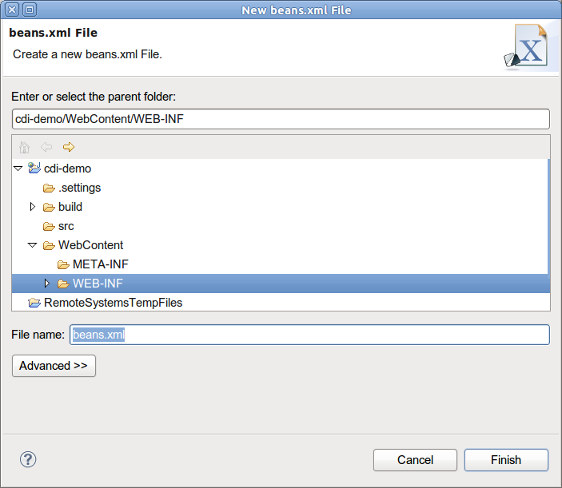 New beans.xml File
beans.xml File
Create a new beans.xml File.
X
Enter or select the parent folder:
cdi-demo/WebContent/WEB-INF
cdi-demo
.settings
build
src
WebContent
META-INF
WEB-INF
RemoteSystemsTempFiles
File name: beans.xml
Advanced >>
? Cancel Finish